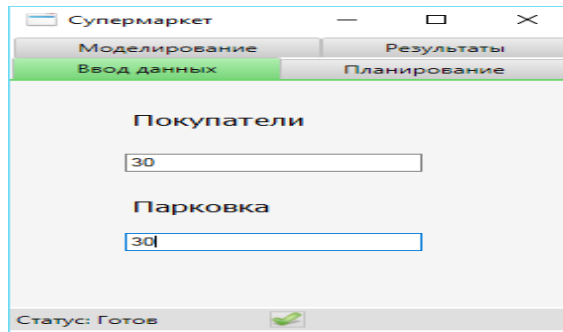 Супермаркет
Моделирование Результаты
Ввод данных Планирование
Покупатели
30
Парковка
30
Статус: Готов